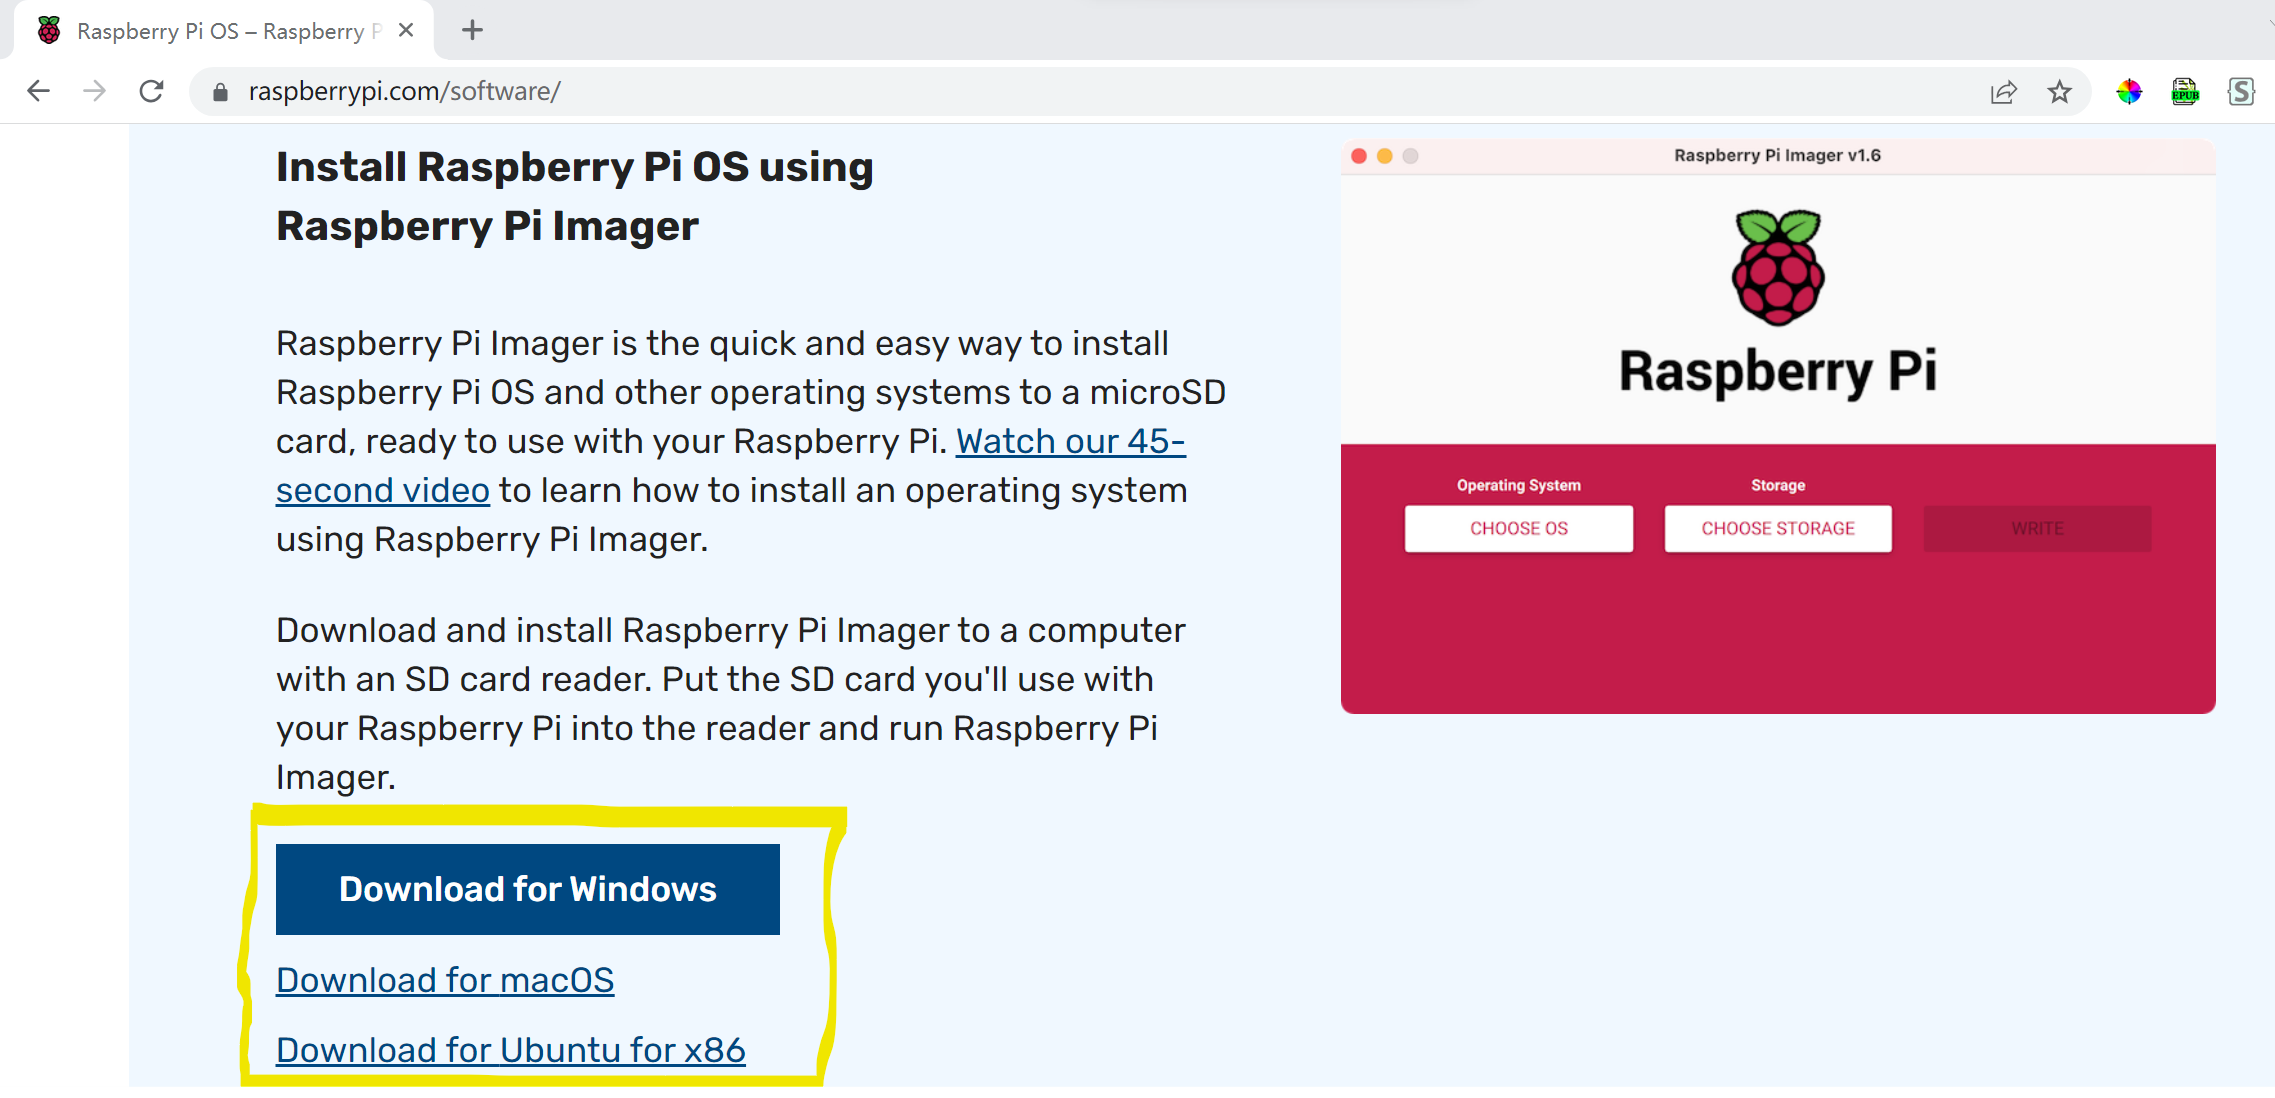 Raspberry Pi OS – Raspberry P
raspberrypi.com/software/
EPUB
S
Install Raspberry Pi OS using
Raspberry Pi Imager
Raspberry Pi Imager is the quick and easy way to install
Raspberry Pi OS and other operating systems to a microSD
card, ready to use with your Raspberry Pi. Watch our 45-
second video to learn how to install an operating system
using Raspberry Pi Imager.
Download and install Raspberry Pi Imager to a computer
with an SD card reader. Put the SD card you'll use with
your Raspberry Pi into the reader and run Raspberry Pi
Imager.
Download for Windows
Download for macOS
Download for Ubuntu for x86
Raspberry Pi Imager v1.6
Raspberry Pi
Operating System
Storage
CHOOSE OS
CHOOSE STORAGE
WRITE